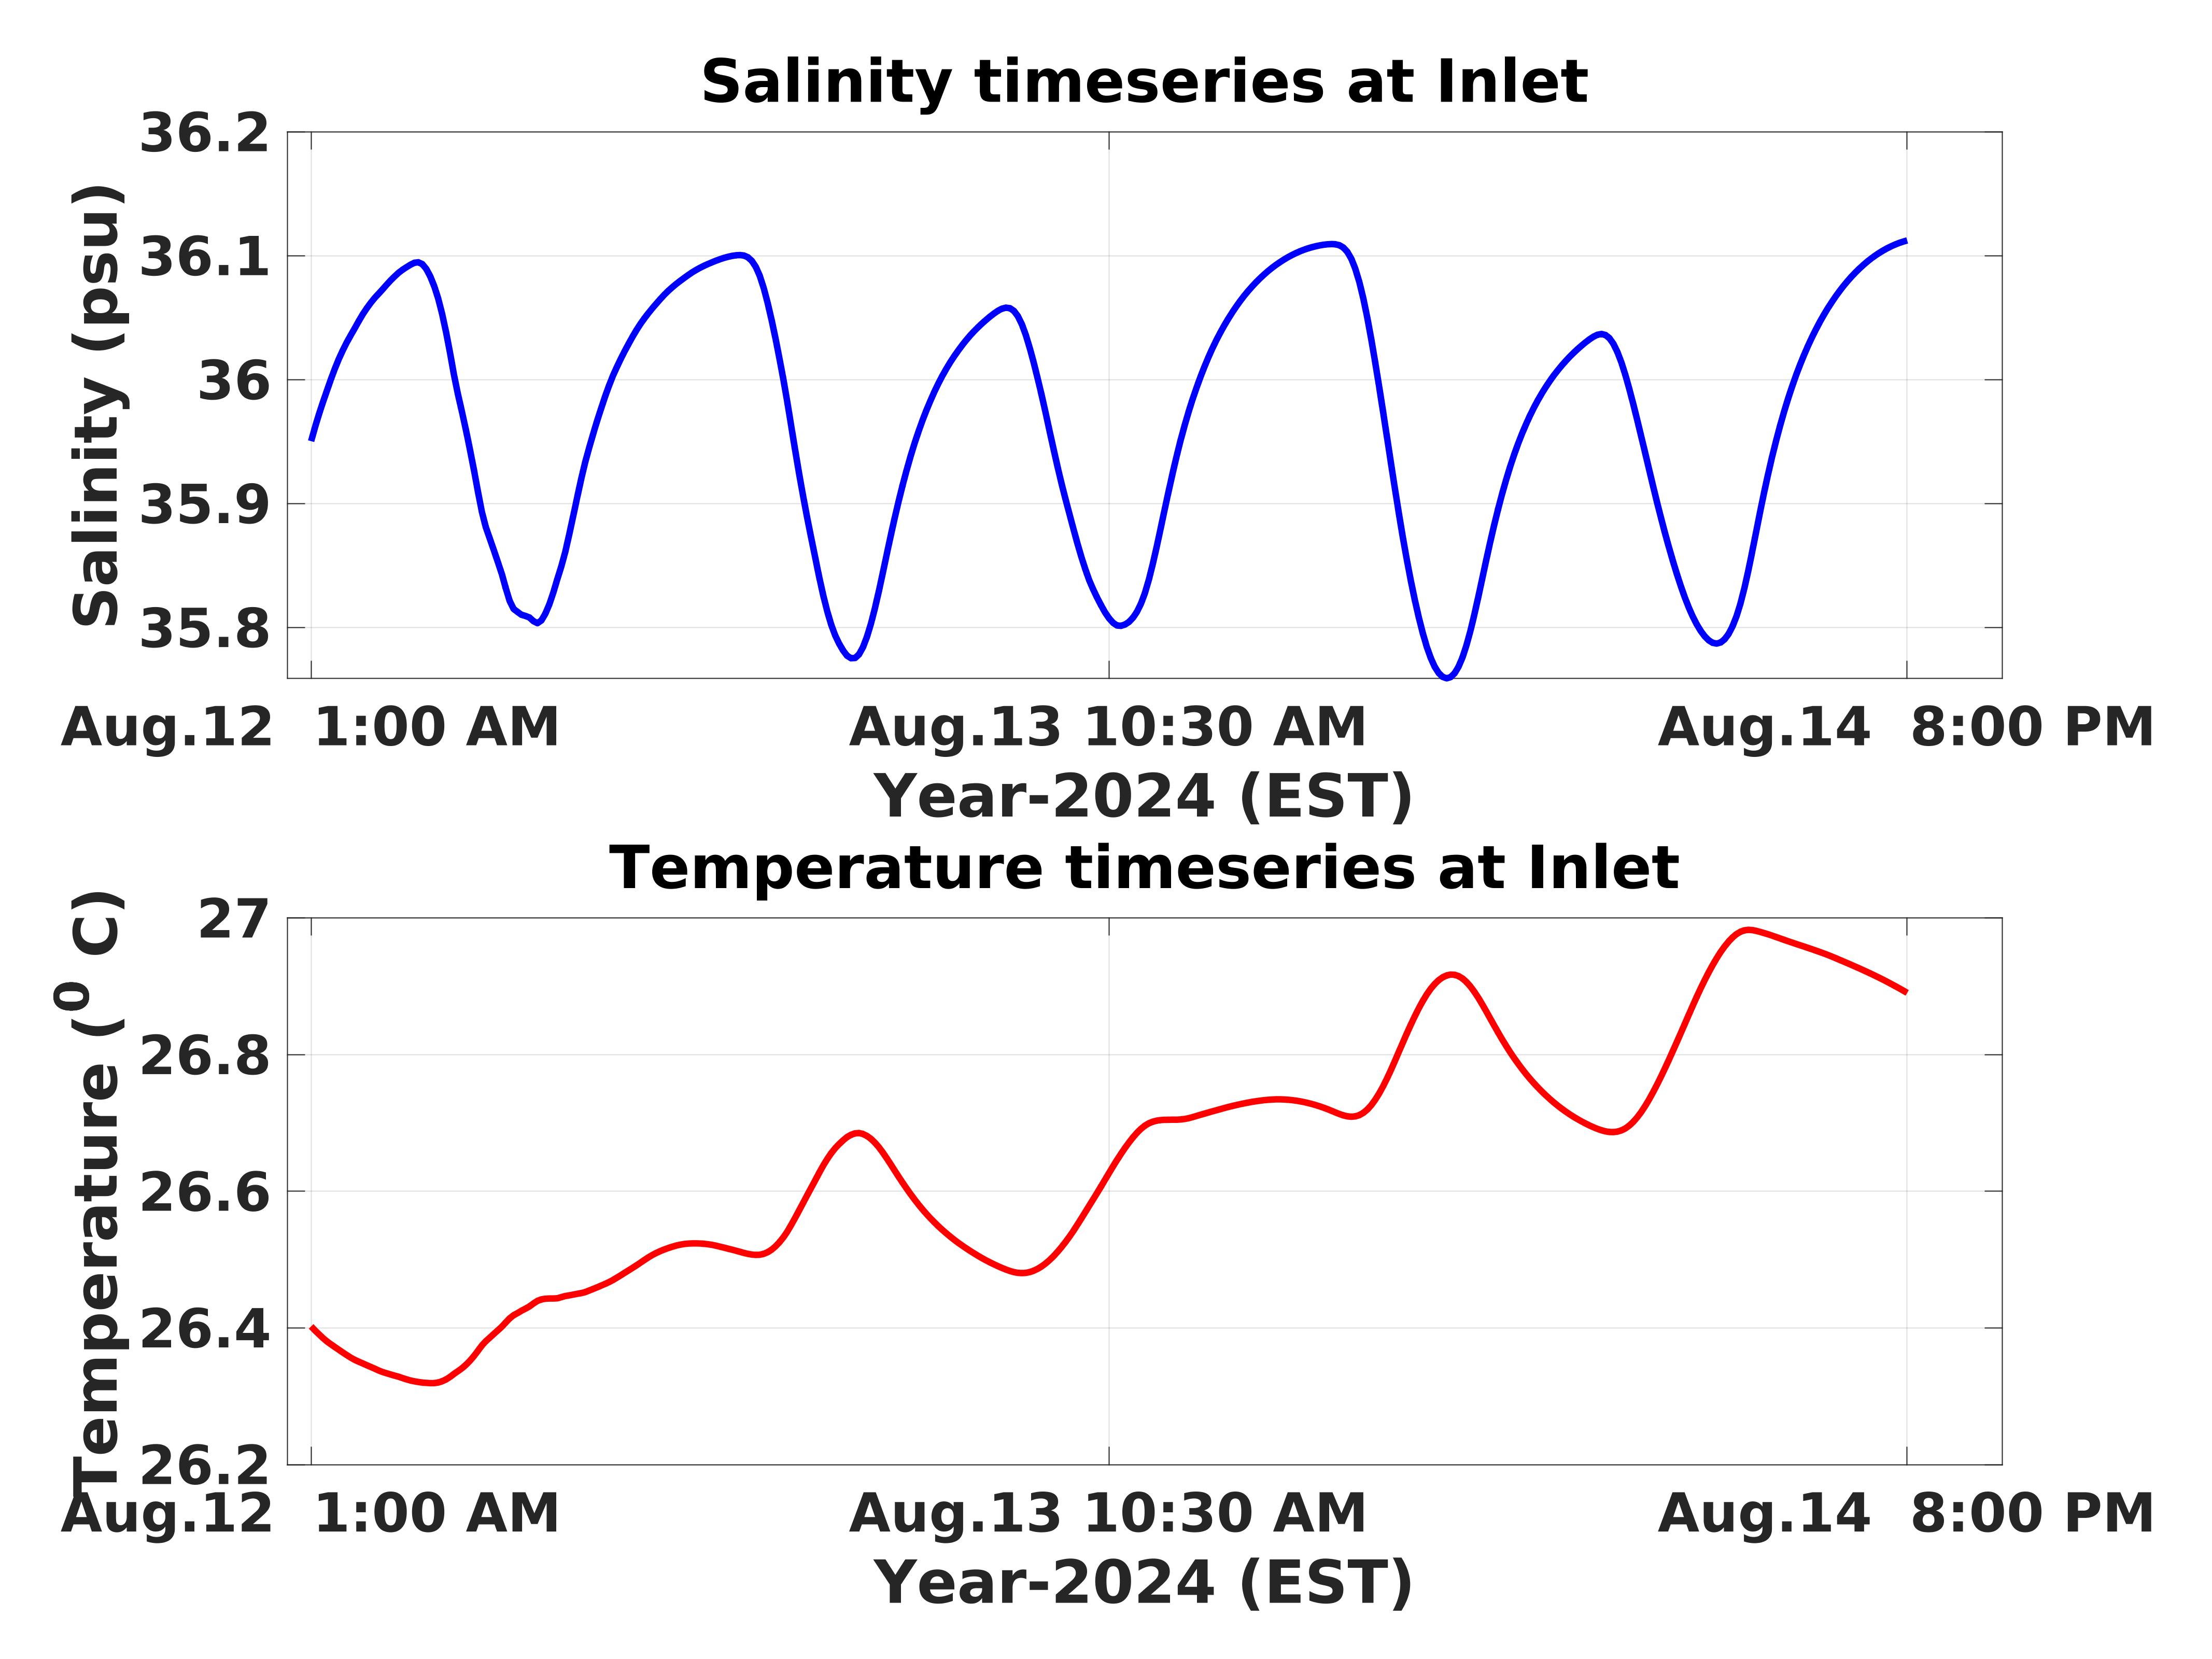 Salinity timeseries at Inlet
Salinity (psu)
36.2
36.1
36
35.9
35.8
Aug.12  1:00 AM
Aug.13 10:30 AM
Aug.14  8:00 PM
Year-2024 (EST)
Temperature timeseries at Inlet
Temperature (⁰ C)
27
26.8
26.6
26.4
26.2
Aug.12  1:00 AM
Aug.13 10:30 AM
Aug.14  8:00 PM
Year-2024 (EST)